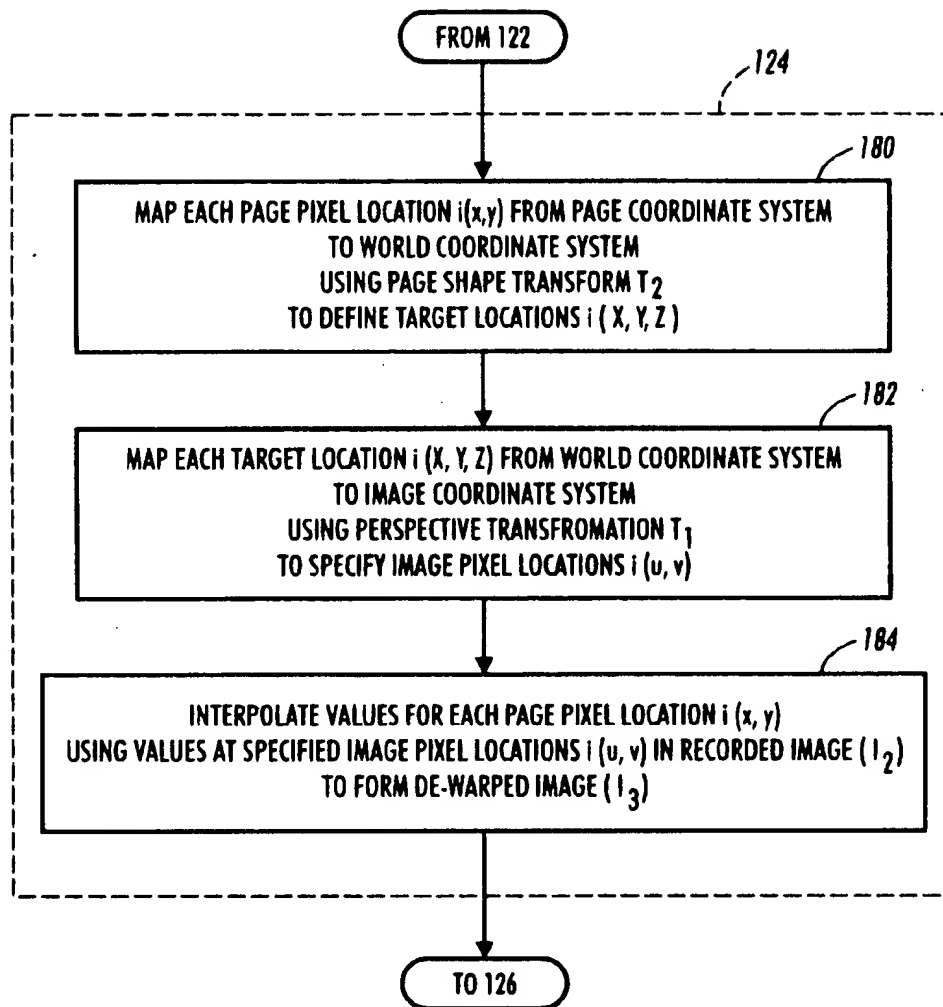 FROM 122
124
180
MAP EACH PAGE PIXEL LOCATION i(x,y) FROM PAGE COORDINATE SYSTEM
TO WORLD COORDINATE SYSTEM
USING PAGE SHAPE TRANSFORM T2
TO DEFINE TARGET LOCATIONS i ( X, Y, Z )
182
MAP EACH TARGET LOCATION i (X, Y, Z) FROM WORLD COORDINATE SYSTEM
TO IMAGE COORDINATE SYSTEM
USING PERSPECTIVE TRANSFROMATION T1
TO SPECIFY IMAGE PIXEL LOCATIONS i (u, v)
184
INTERPOLATE VALUES FOR EACH PAGE PIXEL LOCATION i (x, y)
USING VALUES AT SPECIFIED IMAGE PIXEL LOCATIONS i (u, v) IN RECORDED IMAGE ( I2)
TO FORM DE-WARPED IMAGE ( I3)
TO 126